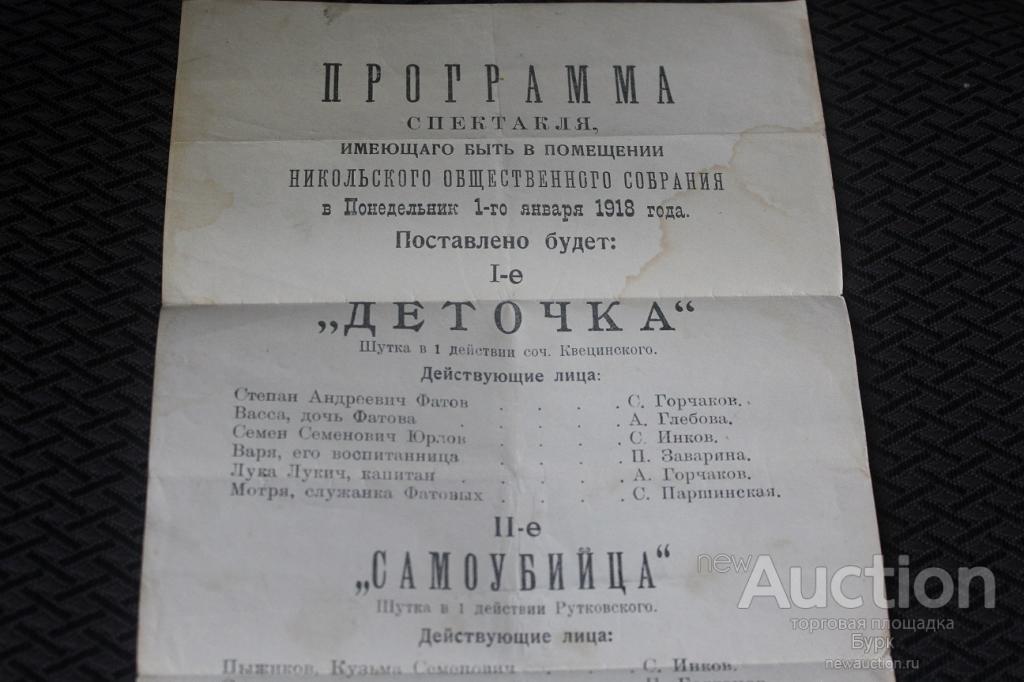 ПРОГРАММА
СПЕКТАКЛЯ,
ИМЕЮЩАГО БЫТЬ В ПОМЕЩЕНИИ
НИКОЛЬСКОГО ОБЩЕСТВЕННОГО СОБРАНИЯ
в Понедельник 1-го января 1918 года.
Поставлено будет:
I-е
„ДЕТОЧКА“
Шутка в 1 действии соч. Квецинского.
Действующие лица:
Степан Андреевич Фатов . . . . С. Горчаков.
Васса, дочь Фатова . . . . . А. Глебова.
Семен Семенович Юрлов . . . . С. Инков.
Варя, его воспитанница . . . . П. Заварина.
Лука Лукич, капитан . . . . . А. Горчаков.
Мотря, служанка Фатовых . . . . С. Паршинская.
II-е
„САМОУБИЙЦА“
Шутка в 1 действии Рутковского.
Действующие лица:
Пыжиков, Кузьма Семенович . . . С. Инков.
newAuction
торговая площадка
Бурк
newauction.ru